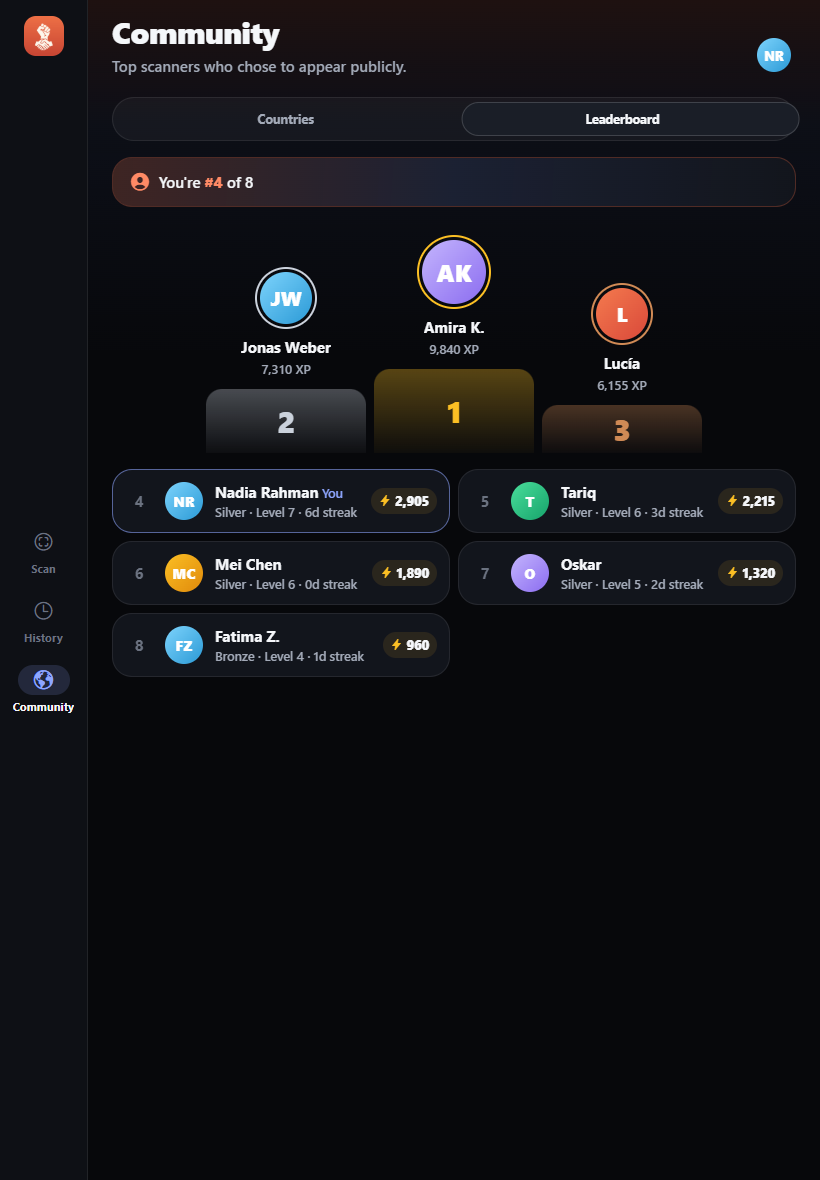 Community
Top scanners who chose to appear publicly.
NR
Countries
Leaderboard
You're #4 of 8
AK
Amira K.
9,840 XP
1
JW
Jonas Weber
7,310 XP
2
L
Lucía
6,155 XP
3
4
NR
Nadia Rahman You
Silver · Level 7 · 6d streak
2,905
5
T
Tariq
Silver · Level 6 · 3d streak
2,215
6
MC
Mei Chen
Silver · Level 6 · 0d streak
1,890
7
O
Oskar
Silver · Level 5 · 2d streak
1,320
8
FZ
Fatima Z.
Bronze · Level 4 · 1d streak
960
Scan
History
Community